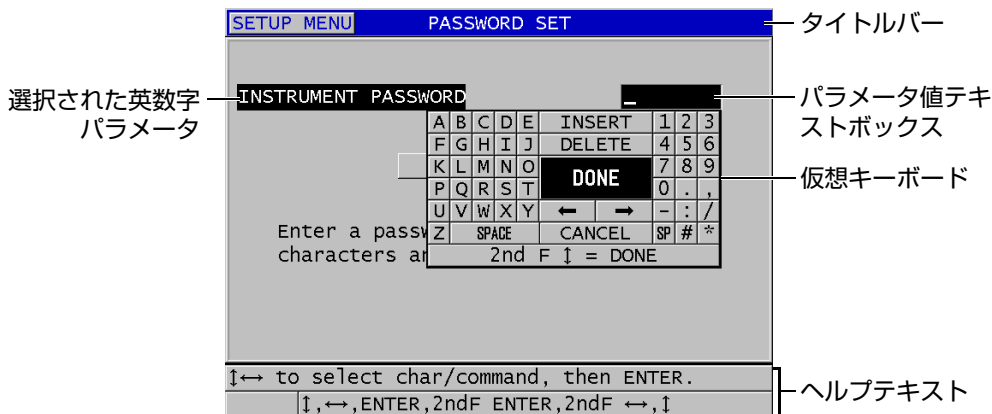 SETUP MENU PASSWORD SET
タイトルバー
選択された英数字
パラメータ
INSTRUMENT PASSWORD _
パラメータ値テキ
ストボックス
A B C D E INSERT 1 2 3
F G H I J DELETE 4 5 6
K L M N O DONE 7 8 9
仮想キーボード
P Q R S T 0 . ,
U V W X Y ← → - : /
Z SPACE CANCEL SP # *
2nd F ↕ = DONE
Enter a passw
characters ar
↕↔ to select char/command, then ENTER.
↕,↔,ENTER,2ndF ENTER,2ndF ↔,↕
ヘルプテキスト